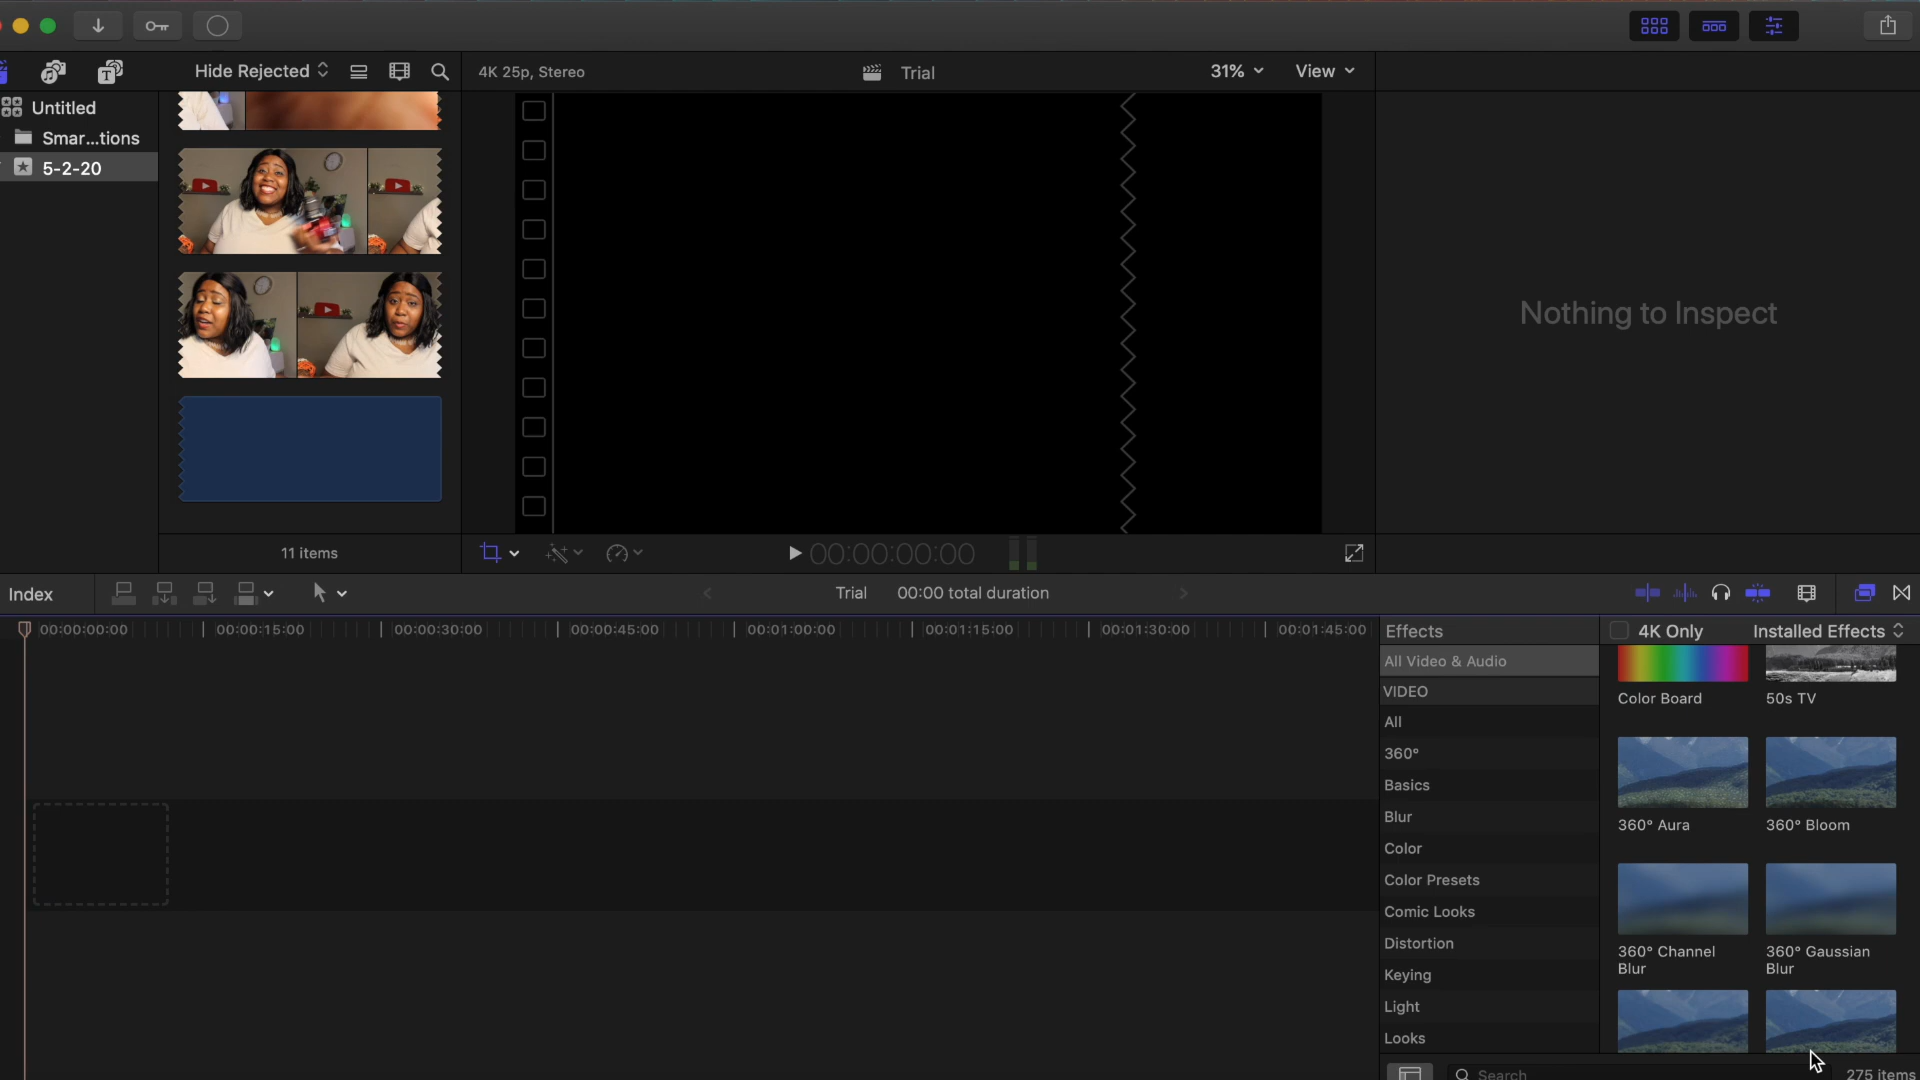 Hide Rejected
4K 25p, Stereo
Trial
31%
View
Untitled
Smar...tions
5-2-20
Nothing to Inspect
11 items
00:00:00:00
Index
Trial
00:00 total duration
00:00:00:00
00:00:15:00
00:00:30:00
00:00:45:00
00:01:00:00
00:01:15:00
00:01:30:00
00:01:45:00
Effects
4K Only
Installed Effects
All Video & Audio
VIDEO
All
360°
Basics
Blur
Color
Color Presets
Comic Looks
Distortion
Keying
Light
Looks
Color Board
50s TV
360° Aura
360° Bloom
360° Channel
Blur
360° Gaussian
Blur
Search
275 items